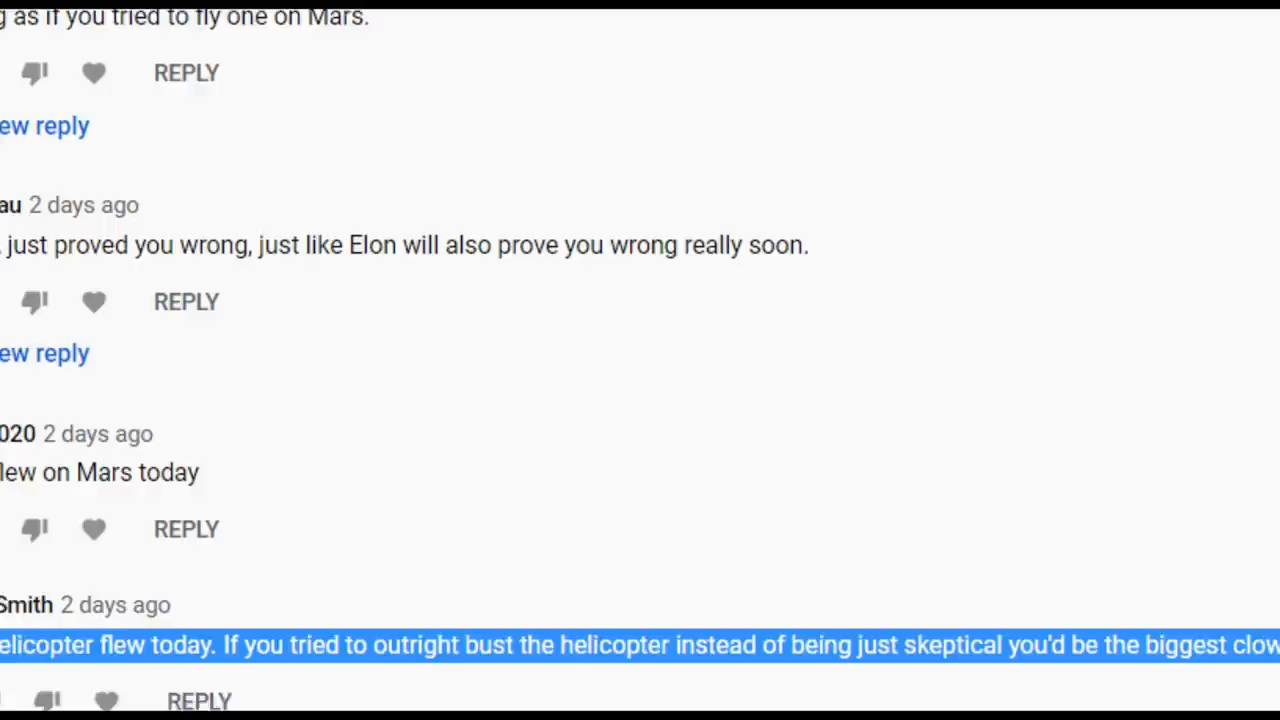 g as if you tried to fly one on Mars.
REPLY
ew reply
au 2 days ago
just proved you wrong, just like Elon will also prove you wrong really soon.
REPLY
ew reply
020 2 days ago
lew on Mars today
REPLY
Smith 2 days ago
elicopter flew today. If you tried to outright bust the helicopter instead of being just skeptical you'd be the biggest clow
REPLY